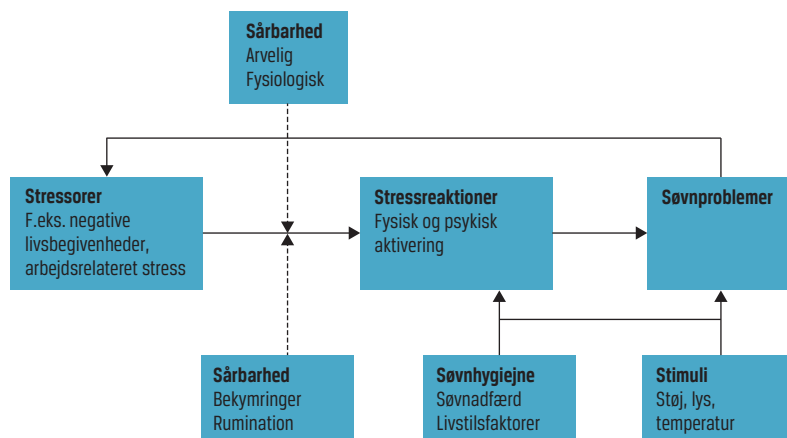 Sårbarhed
Arvelig
Fysiologisk
Stressorer
F.eks. negative
livsbegivenheder,
arbejdsrelateret stress
Stressreaktioner
Fysisk og psykisk
aktivering
Søvnproblemer
Sårbarhed
Bekymringer
Rumination
Søvnhygiejne
Søvnadfærd
Livstilsfaktorer
Stimuli
Støj, lys,
temperatur